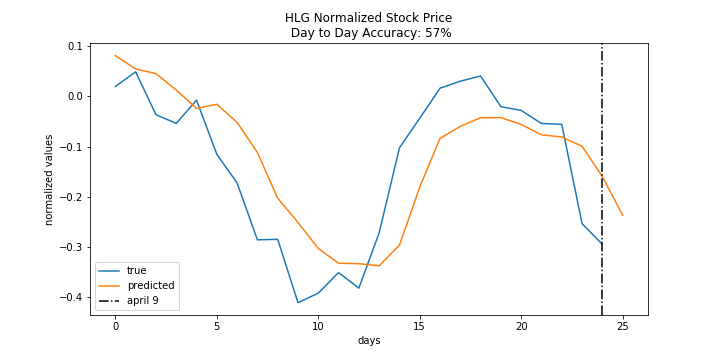 HLG Normalized Stock Price
Day to Day Accuracy: 57%
normalized values
0.1
0.0
−0.1
−0.2
−0.3
−0.4
true
predicted
april 9
0 5 10 15 20 25
days